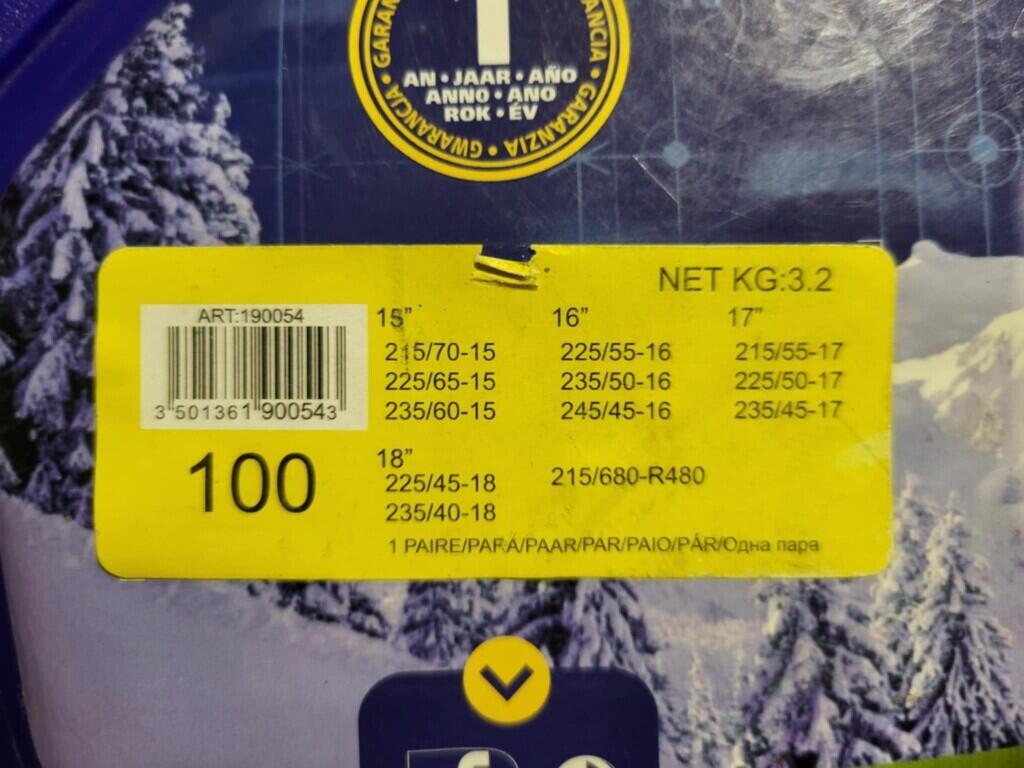 GARANCIA • GARANZIA • GWARANCIA
1
AN • JAAR • AÑO
ANNO • ANO
ROK • ÉV
NET KG:3.2
ART:190054
3 501361 900543
100
15"
215/70-15
225/65-15
235/60-15
16"
225/55-16
235/50-16
245/45-16
17"
215/55-17
225/50-17
235/45-17
18"
225/45-18
235/40-18
215/680-R480
1 PAIRE/PARA/PAAR/PAR/PAIO/PÁR/Одна пара